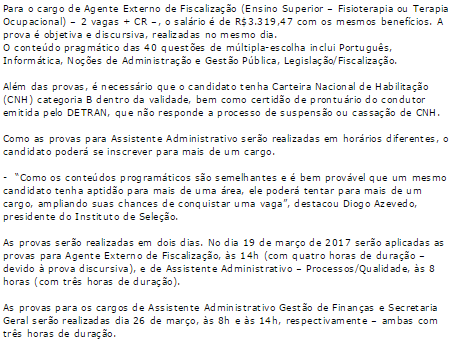 Para o cargo de Agente Externo de Fiscalização (Ensino Superior – Fisioterapia ou Terapia
Ocupacional) – 2 vagas + CR –, o salário é de R$3.319,47 com os mesmos benefícios. A
prova é objetiva e discursiva, realizadas no mesmo dia.
O conteúdo pragmático das 40 questões de múltipla-escolha inclui Português,
Informática, Noções de Administração e Gestão Pública, Legislação/Fiscalização.
Além das provas, é necessário que o candidato tenha Carteira Nacional de Habilitação
(CNH) categoria B dentro da validade, bem como certidão de prontuário do condutor
emitida pelo DETRAN, que não responde a processo de suspensão ou cassação de CNH.
Como as provas para Assistente Administrativo serão realizadas em horários diferentes, o
candidato poderá se inscrever para mais de um cargo.
- “Como os conteúdos programáticos são semelhantes e é bem provável que um mesmo
candidato tenha aptidão para mais de uma área, ele poderá tentar para mais de um
cargo, ampliando suas chances de conquistar uma vaga”, destacou Diogo Azevedo,
presidente do Instituto de Seleção.
As provas serão realizadas em dois dias. No dia 19 de março de 2017 serão aplicadas as
provas para Agente Externo de Fiscalização, às 14h (com quatro horas de duração –
devido à prova discursiva), e de Assistente Administrativo – Processos/Qualidade, às 8
horas (com três horas de duração).
As provas para os cargos de Assistente Administrativo Gestão de Finanças e Secretaria
Geral serão realizadas dia 26 de março, às 8h e às 14h, respectivamente – ambas com
três horas de duração.